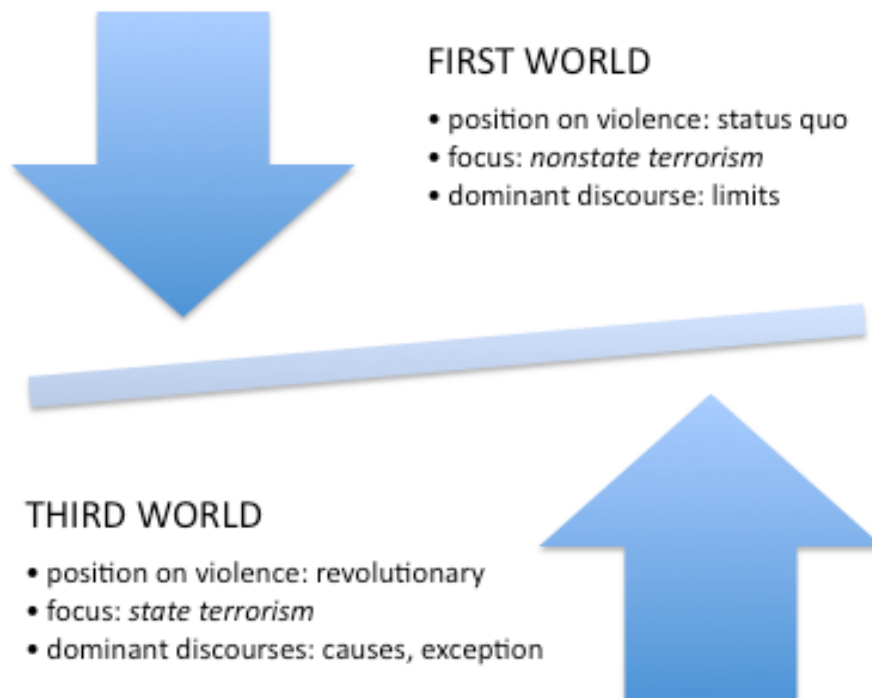 FIRST WORLD
• position on violence: status quo
• focus: nonstate terrorism
• dominant discourse: limits
THIRD WORLD
• position on violence: revolutionary
• focus: state terrorism
• dominant discourses: causes, exception